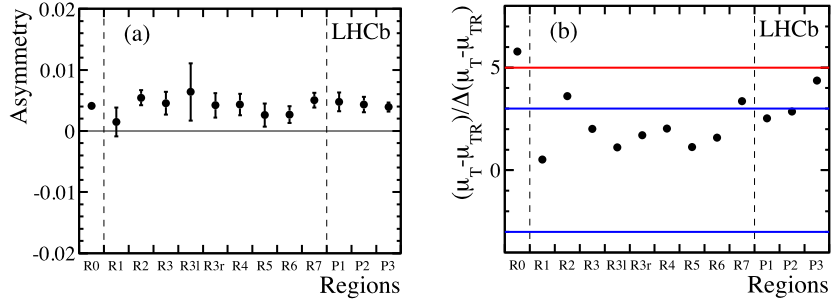 0.02
0.01
0
-0.01
-0.02
Asymmetry
(a)
LHCb
R0 R1 R2 R3 R3l R3r R4 R5 R6 R7 P1 P2 P3
Regions
5
0
(μT-μTR)/Δ(μT-μTR)
(b)
LHCb
R0 R1 R2 R3 R3l R3r R4 R5 R6 R7 P1 P2 P3
Regions